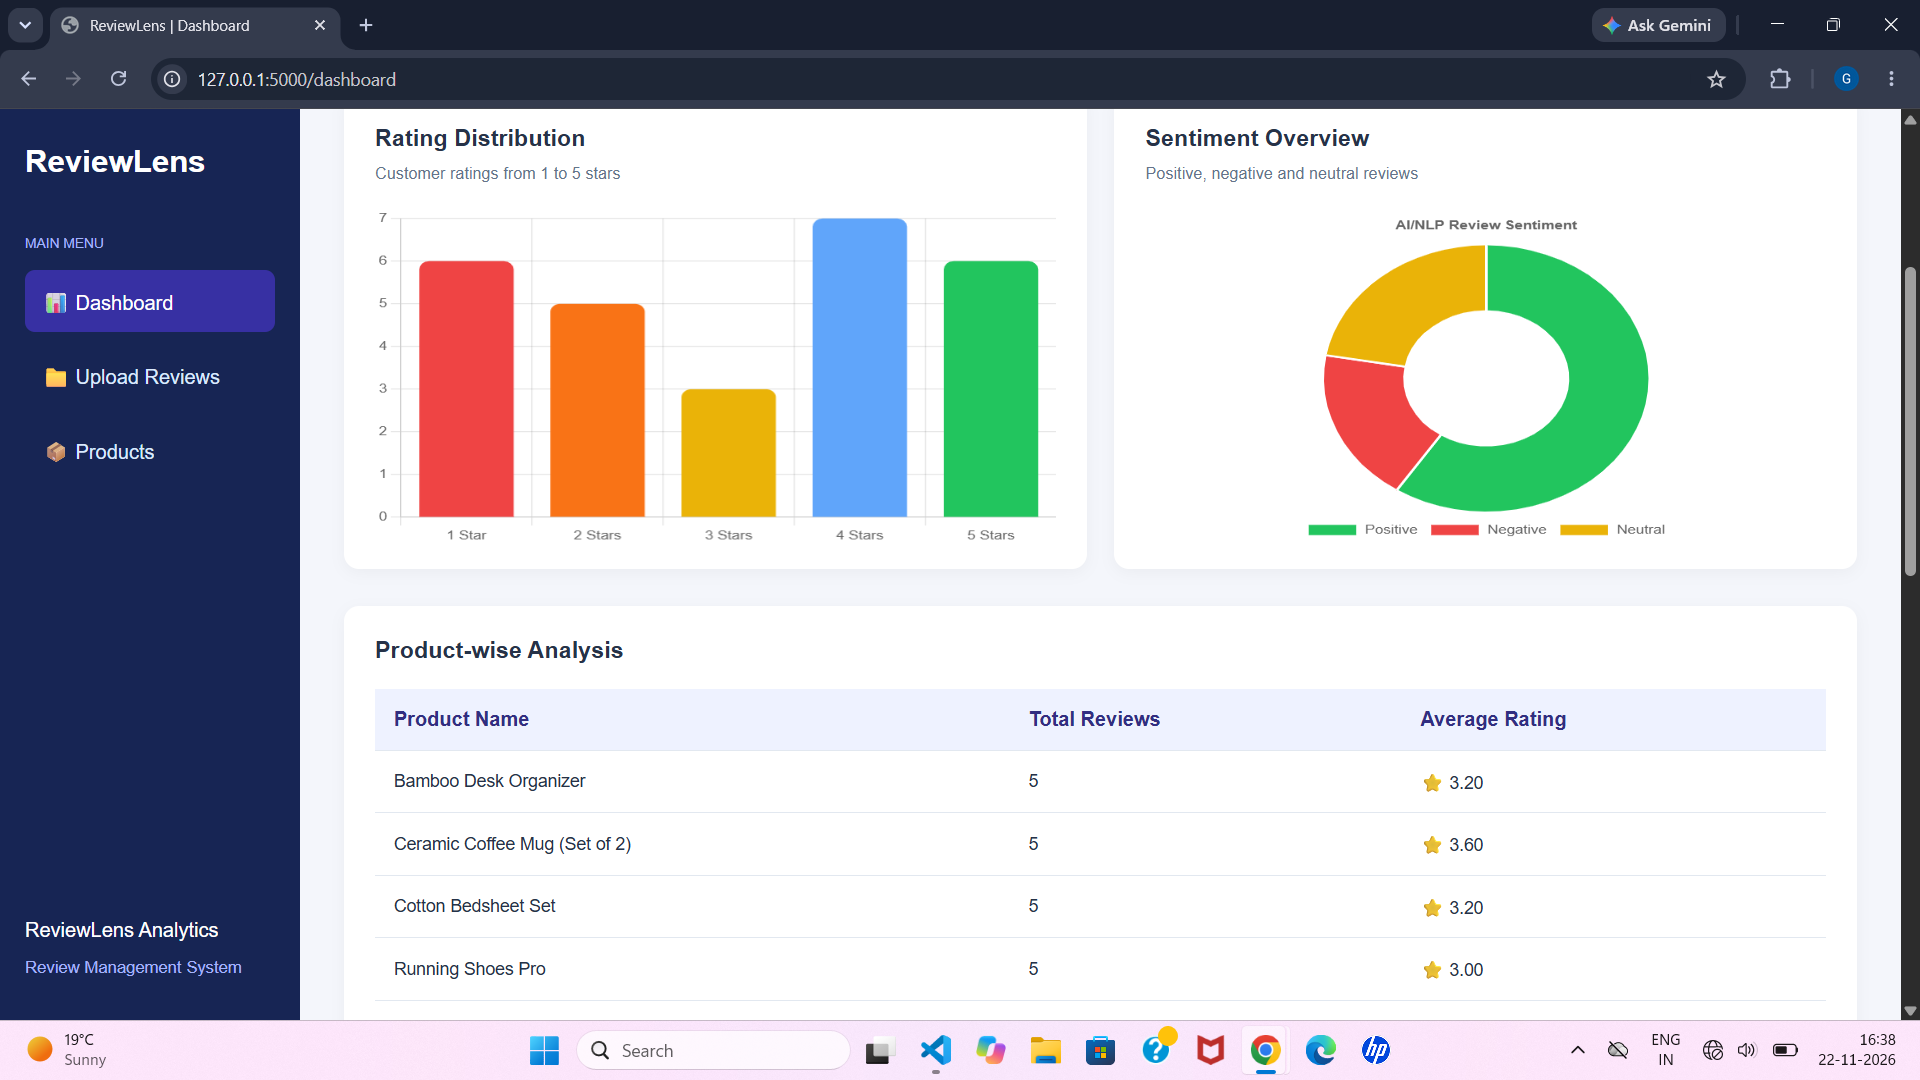 ReviewLens | Dashboard
Ask Gemini
127.0.0.1:5000/dashboard
G
ReviewLens
MAIN MENU
Dashboard
Upload Reviews
Products
ReviewLens Analytics
Review Management System
Rating Distribution
Customer ratings from 1 to 5 stars
7
6
5
4
3
2
1
0
1 Star 2 Stars 3 Stars 4 Stars 5 Stars
Sentiment Overview
Positive, negative and neutral reviews
AI/NLP Review Sentiment
Positive Negative Neutral
Product-wise Analysis
Product Name Total Reviews Average Rating
Bamboo Desk Organizer 5 3.20
Ceramic Coffee Mug (Set of 2) 5 3.60
Cotton Bedsheet Set 5 3.20
Running Shoes Pro 5 3.00
19°C
Sunny
Search
hp
ENG
IN
16:38
22-11-2026